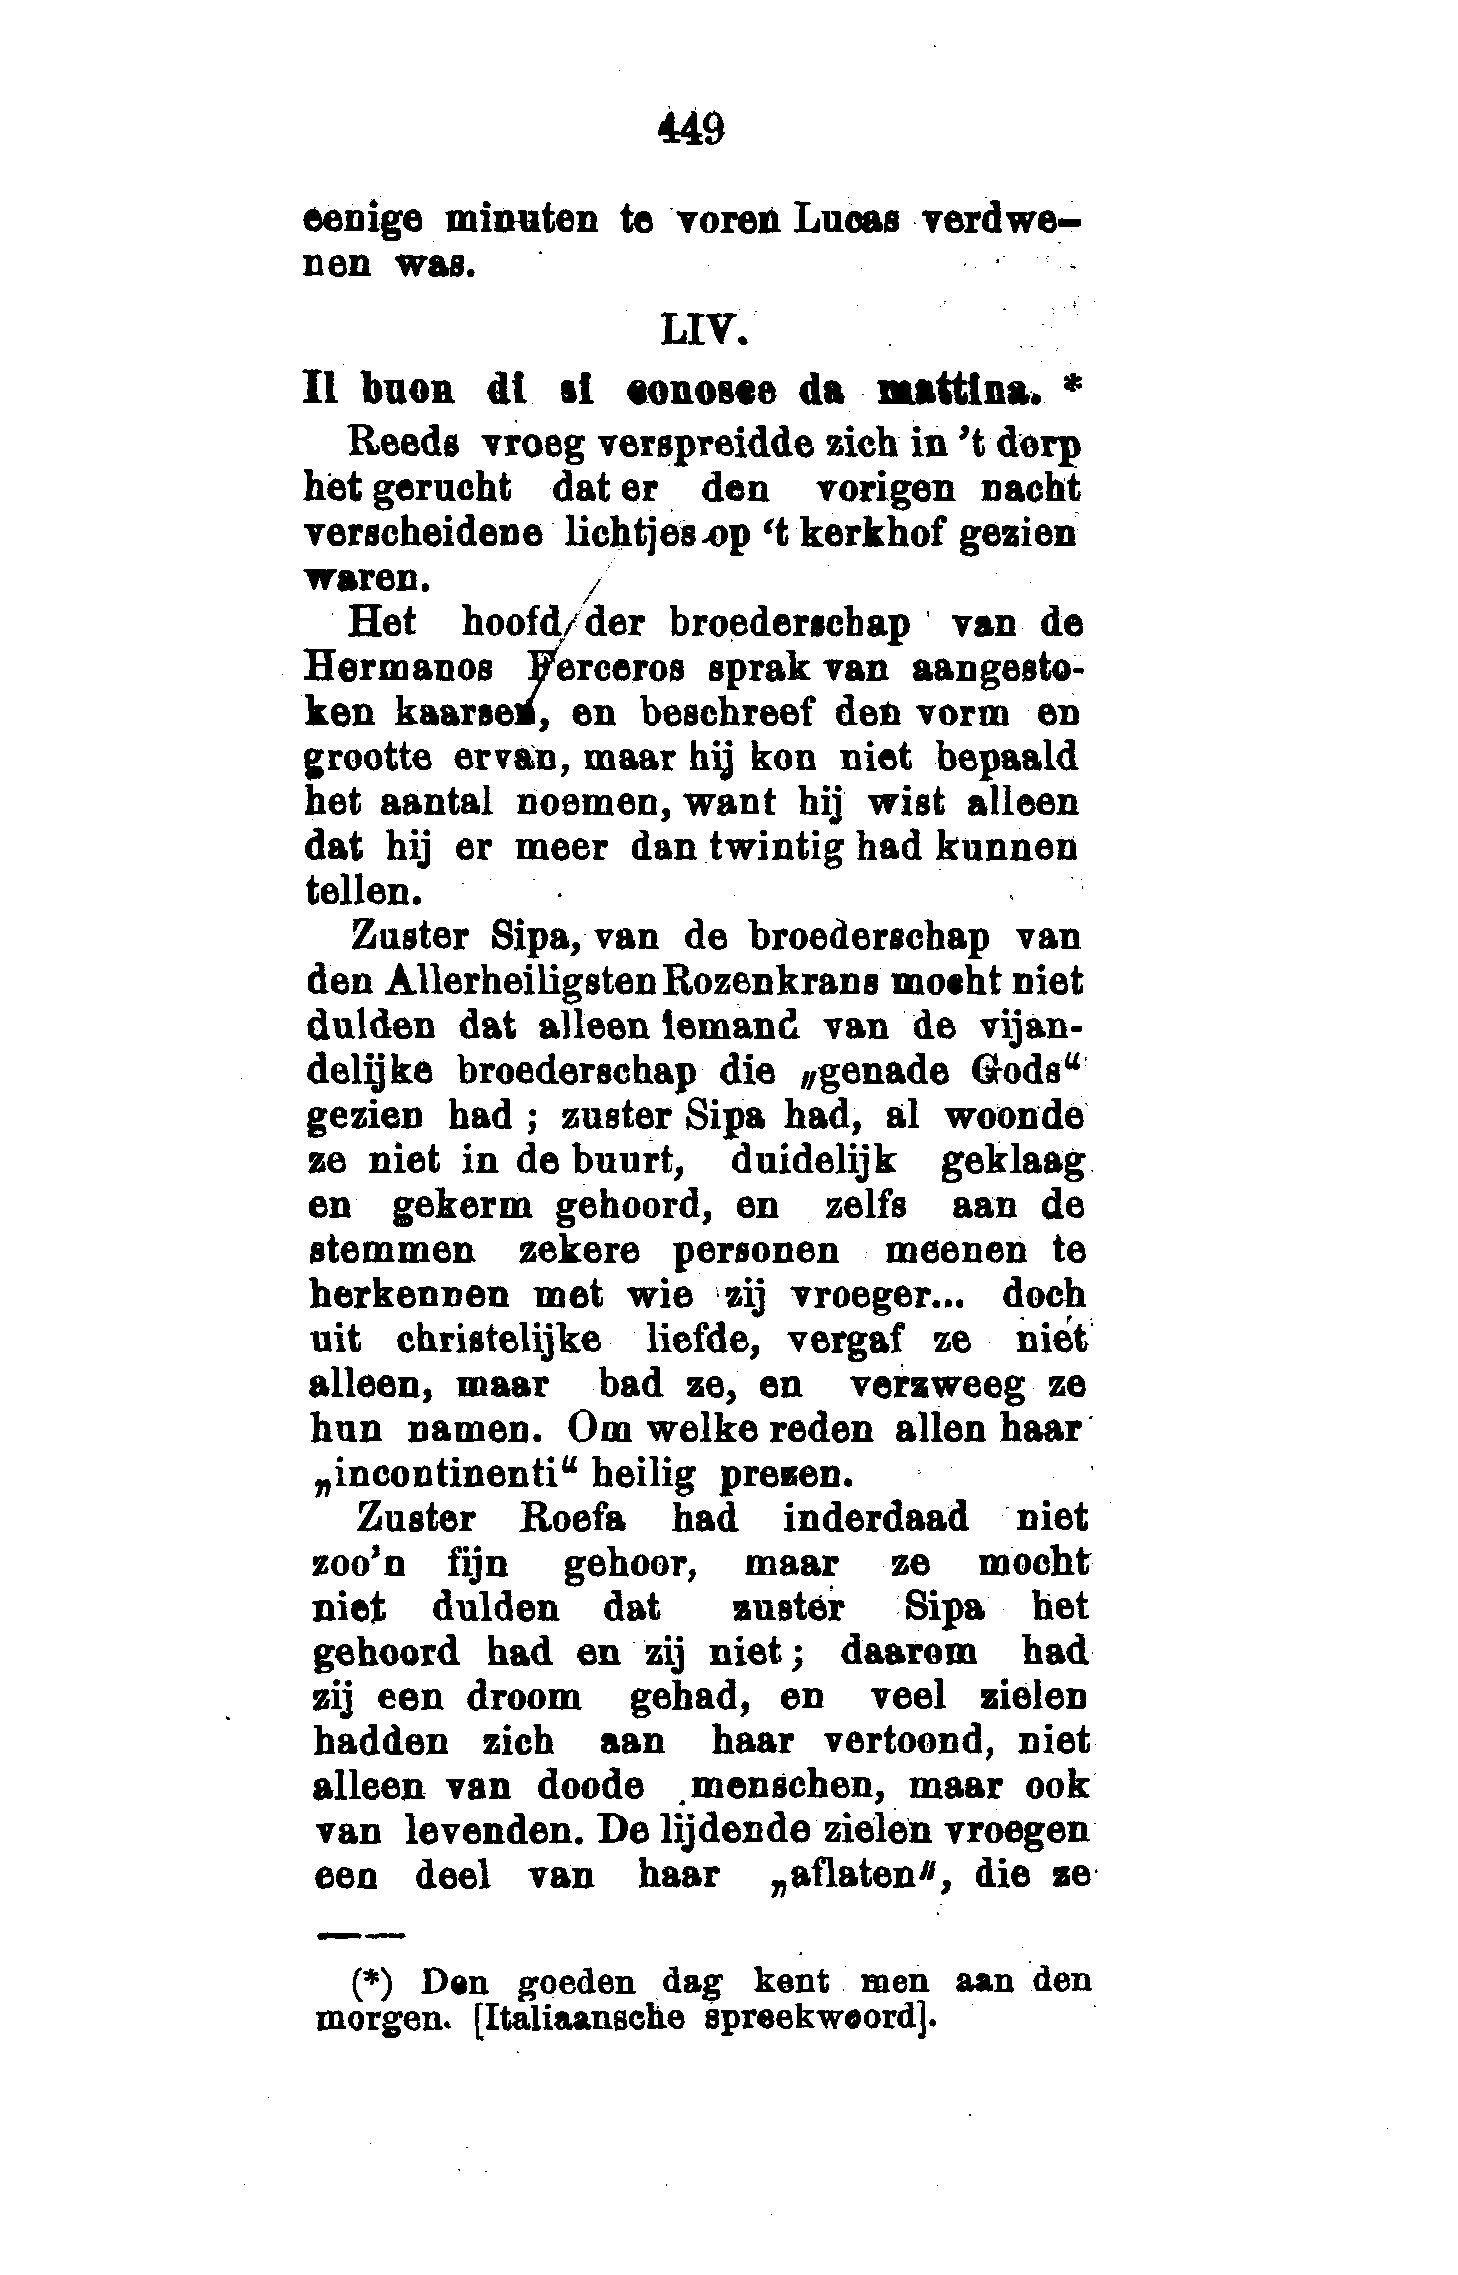 449
eenige minuten te voren Lucas verdwe-
nen was.
LIV.
Il buon di si conosce da mattina. *
Reeds vroeg verspreidde zich in 't dorp
het gerucht dat er den vorigen nacht
verscheidene lichtjes op ‘t kerkhof gezien
waren.
Het hoofd der broederschap van de
Hermanos Ferceros sprak van aangesto-
ken kaarsen, en beschreef den vorm en
grootte ervan, maar hij kon niet bepaald
het aantal noemen, want hij wist alleen
dat hij er meer dan twintig had kunnen
tellen.
Zuster Sipa, van de broederschap van
den Allerheiligsten Rozenkrans mocht niet
dulden dat alleen iemand van de vijan-
delijke broederschap die „genade Gods“
gezien had ; zuster Sipa had, al woonde
ze niet in de buurt, duidelijk geklaag
en gekerm gehoord, en zelfs aan de
stemmen zekere personen meenen te
herkennen met wie zij vroeger... doch
uit christelijke liefde, vergaf ze niet
alleen, maar bad ze, en verzweeg ze
hun namen. Om welke reden allen haar
„incontinenti“ heilig prezen.
Zuster Roefa had inderdaad niet
zoo'n fijn gehoor, maar ze mocht
niet dulden dat zuster Sipa het
gehoord had en zij niet ; daarom had
zij een droom gehad, en veel zielen
hadden zich aan haar vertoond, niet
alleen van doode menschen, maar ook
van levenden. De lijdende zielen vroegen
een deel van haar „aflaten", die ze
(*) Den goeden dag kent men aan den
morgen. [Italiaansche spreekwoord].